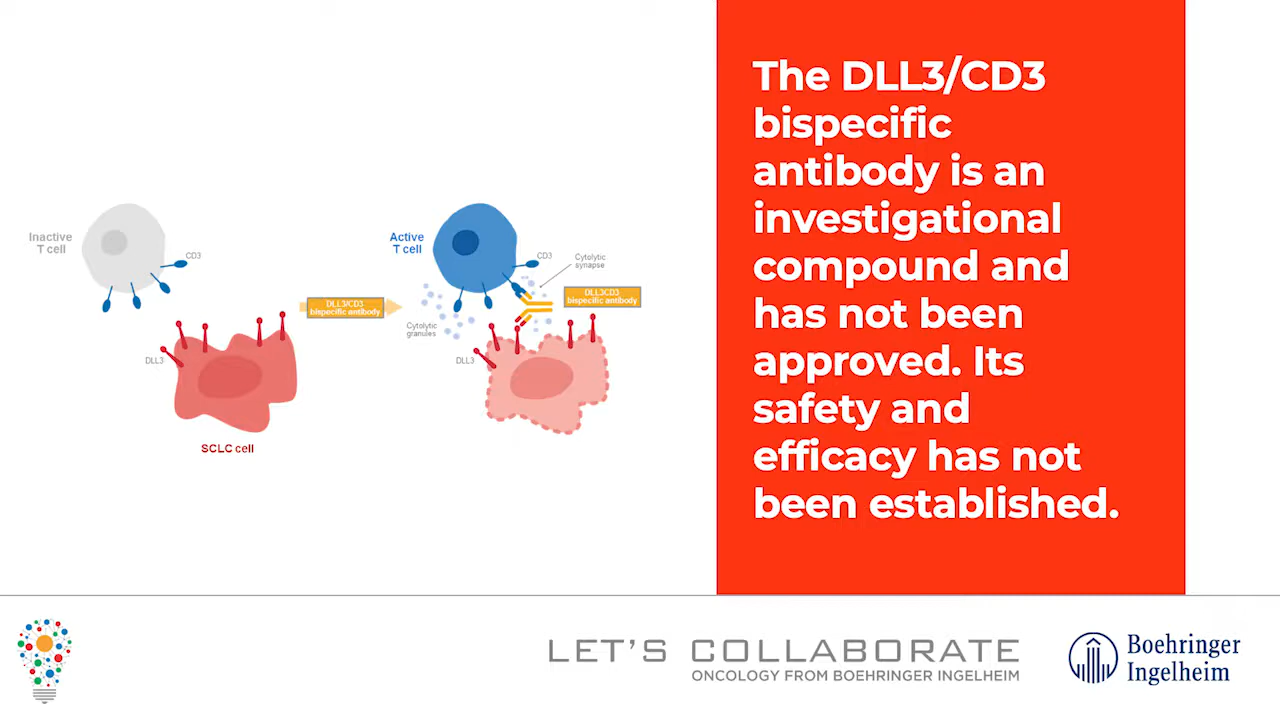 Inactive
T cell
CD3
DLL3
SCLC cell
DLL3/CD3
bispecific antibody
Active
T cell
CD3
Cytolytic
synapse
DLL3CD3
bispecific antibody
Cytolytic
granules
DLL3
The DLL3/CD3
bispecific
antibody is an
investigational
compound and
has not been
approved. Its
safety and
efficacy has not
been established.
LET'S COLLABORATE
ONCOLOGY FROM BOEHRINGER INGELHEIM
Boehringer
Ingelheim